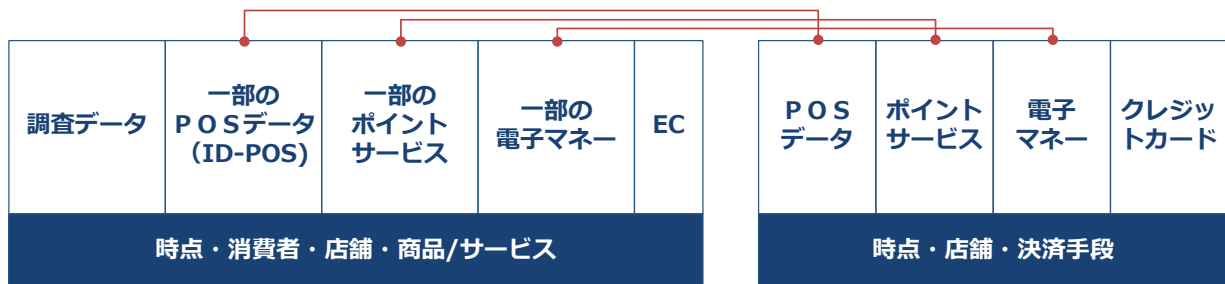 調査データ
一部の
ＰＯＳデータ
（ID-POS)
一部の
ポイント
サービス
一部の
電子マネー
EC
時点・消費者・店舗・商品/サービス
ＰＯＳ
データ
ポイント
サービス
電子
マネー
クレジッ
トカード
時点・店舗・決済手段